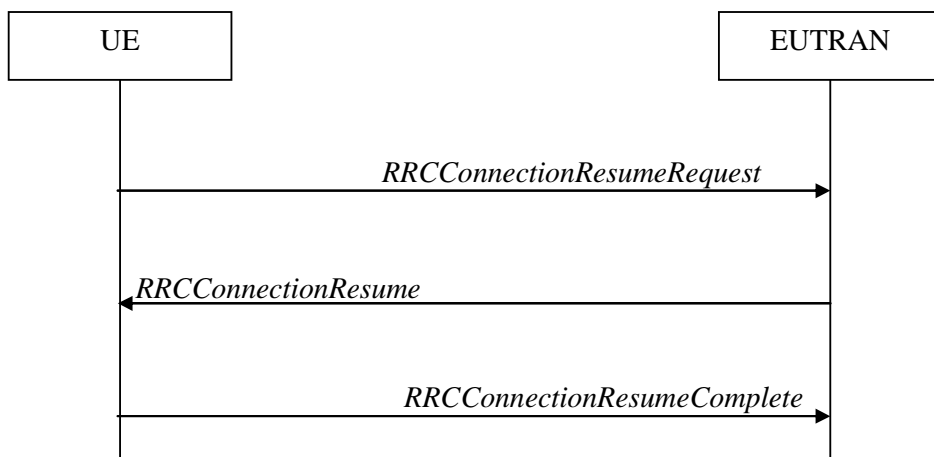 UE
EUTRAN
RRCConnectionResumeRequest
RRCConnectionResume
RRCConnectionResumeComplete